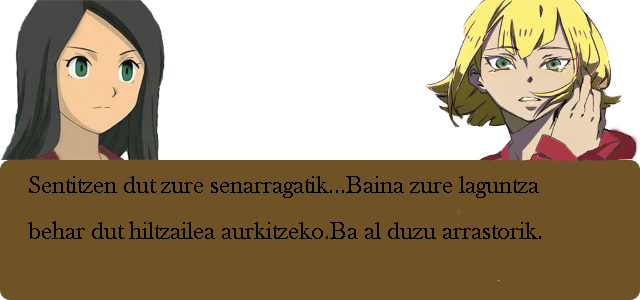 Sentitzen dut zure senarragatik...Baina zure laguntza
behar dut hiltzailea aurkitzeko.Ba al duzu arrastorik.